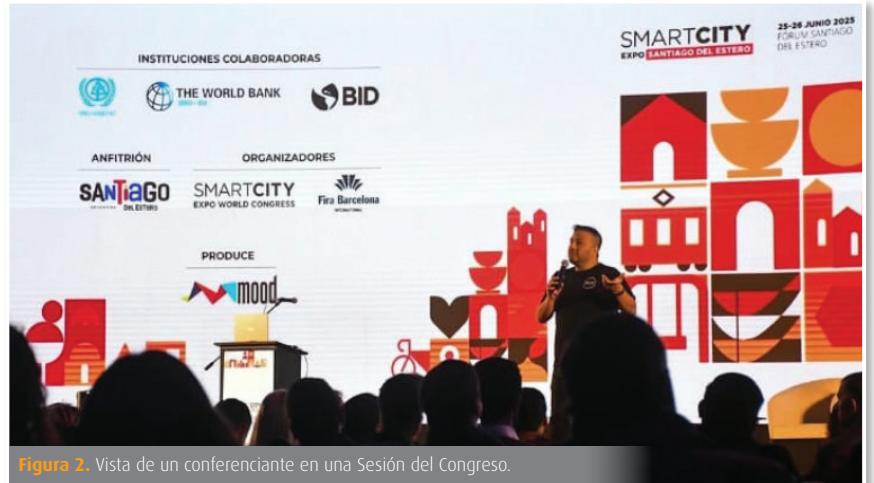 INSTITUCIONES COLABORADORAS
THE WORLD BANK
BID
ANFITRIÓN
SANTIAGO
DEL ESTERO
ORGANIZADORES
SMARTCITY
EXPO WORLD CONGRESS
Fira Barcelona
PRODUCE
mood
SMARTCITY
EXPO SANTIAGO DEL ESTERO
25-26 JUNIO 2025
FÓRUM SANTIAGO
DEL ESTERO
Figura 2. Vista de un conferenciante en una Sesión del Congreso.